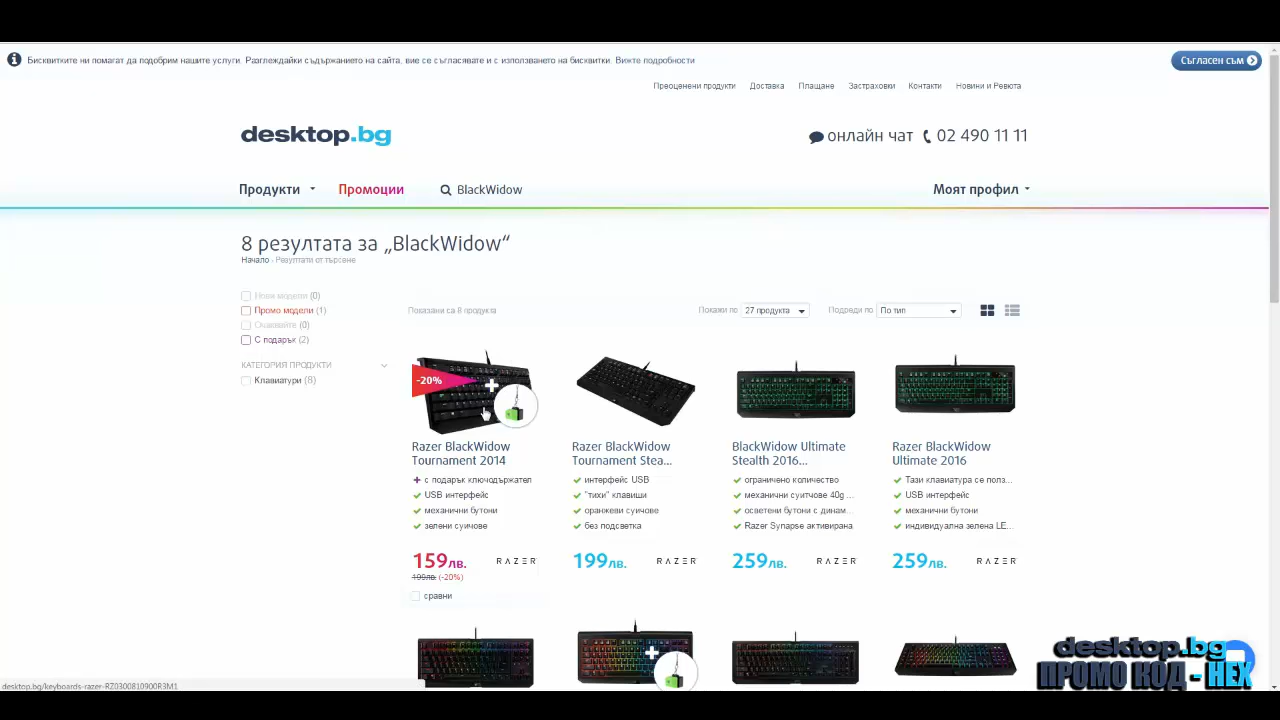 Бисквитките ни помагат да подобрим нашите услуги. Разглеждайки съдържанието на сайта, вие се съгласявате и с използването на бисквитки. Вижте подробности
Съгласен съм
Преоценени продукти Доставка Плащане Застраховки Контакти Новини и Ревюта
desktop.bg
онлайн чат 02 490 11 11
Продукти Промоции BlackWidow Моят профил
8 резултата за „BlackWidow“
Начало · Резултати от търсене
Нови модели (0)
Промо модели (1)
Очаквайте (0)
С подарък (2)
КАТЕГОРИЯ ПРОДУКТИ
Клавиатури (8)
Показани са 8 продукта
Покажи по 27 продукта
Подреди по По тип
-20%
Razer BlackWidow
Tournament 2014
с подарък ключодържател
USB интерфейс
механични бутони
зелени суичове
159лв. RAZER
199лв. (-20%)
сравни
Razer BlackWidow
Tournament Stea...
интерфейс USB
"тихи" клавиши
оранжеви суичове
без подсветка
199лв. RAZER
BlackWidow Ultimate
Stealth 2016...
ограничено количество
механични суитчове 40g ...
осветени бутони с динам...
Razer Synapse активирана
259лв. RAZER
Razer BlackWidow
Ultimate 2016
Тази клавиатура се полз...
USB интерфейс
механични бутони
индивидуална зелена LE...
259лв. RAZER
desktop.bg/keyboards-razer-RZ0300810900R3M1
desktop.bg
ПРОМО КОД - HEX